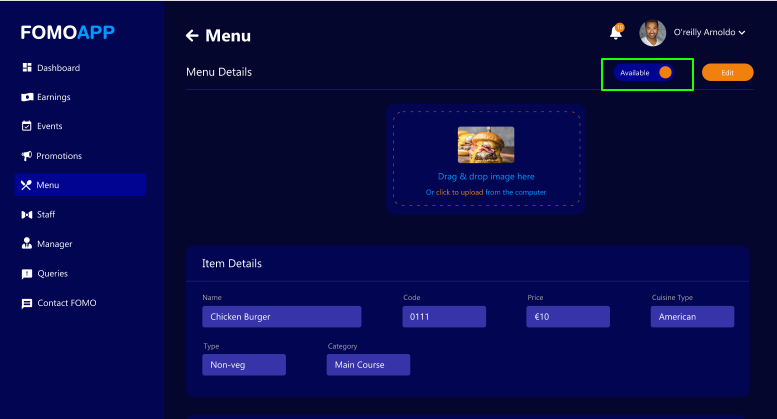 FOMOAPP
Dashboard
Earnings
Events
Promotions
Menu
Staff
Manager
Queries
Contact FOMO
Menu
10
O'reilly Arnoldo
Menu Details
Available
Edit
Drag & drop image here
Or click to upload from the computer
Item Details
Name
Code
Price
Cuisine Type
Chicken Burger
0111
€10
American
Type
Category
Non-veg
Main Course